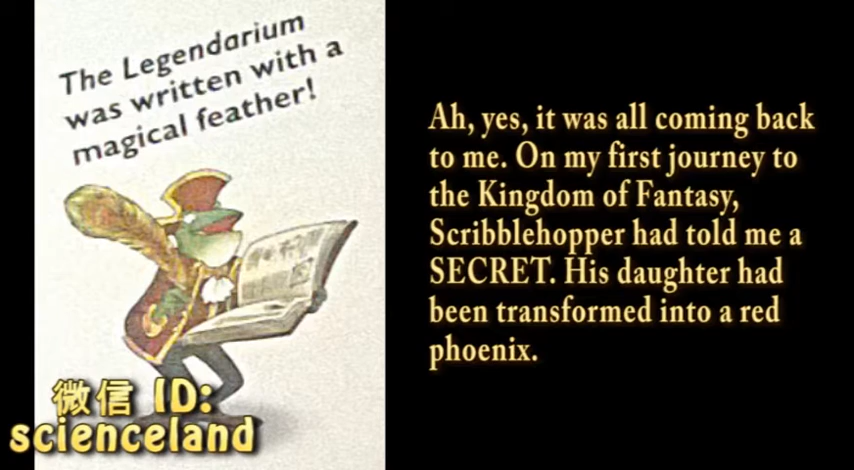 The Legendarium
was written with a
magical feather!
Ah, yes, it was all coming back
to me. On my first journey to
the Kingdom of Fantasy,
Scribblehopper had told me a
SECRET. His daughter had
been transformed into a red
phoenix.
微信 ID:
scienceland